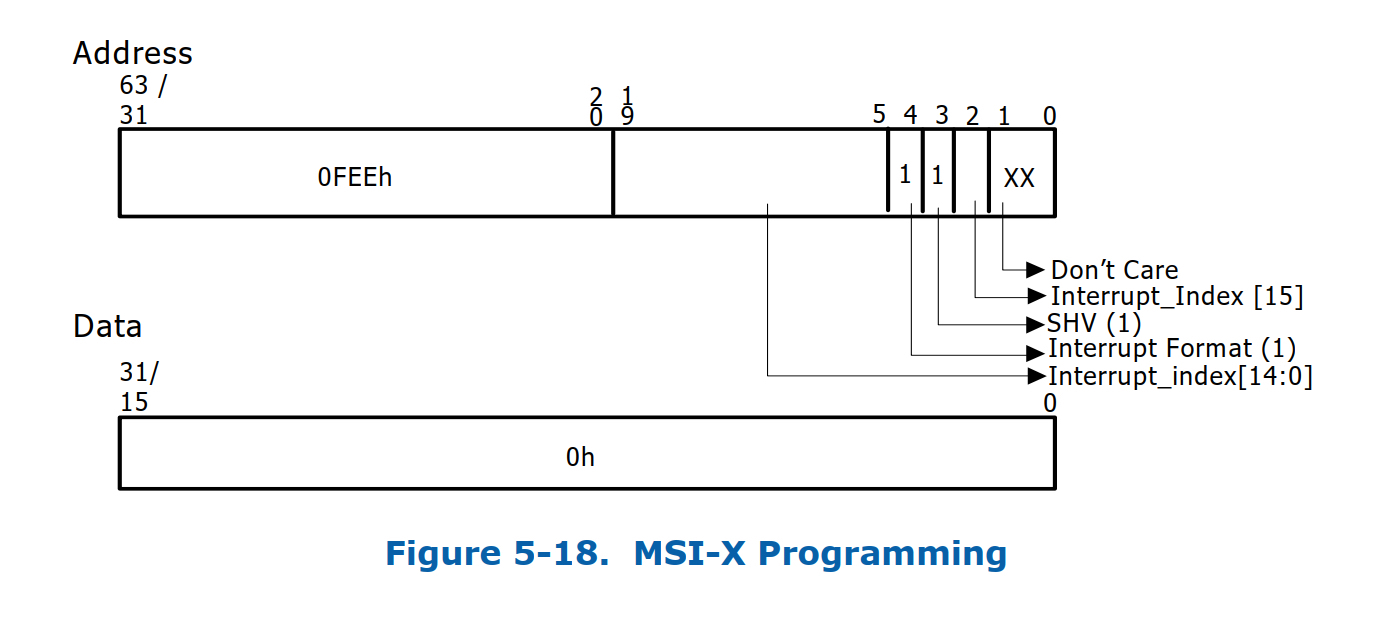 Address
63 /
31
2 1
0 9
5 4 3 2 1 0
0FEEh
1 1
XX
Don't Care
Interrupt_Index [15]
SHV (1)
Interrupt Format (1)
Interrupt_index[14:0]
Data
31/
15
0
0h
Figure 5-18. MSI-X Programming